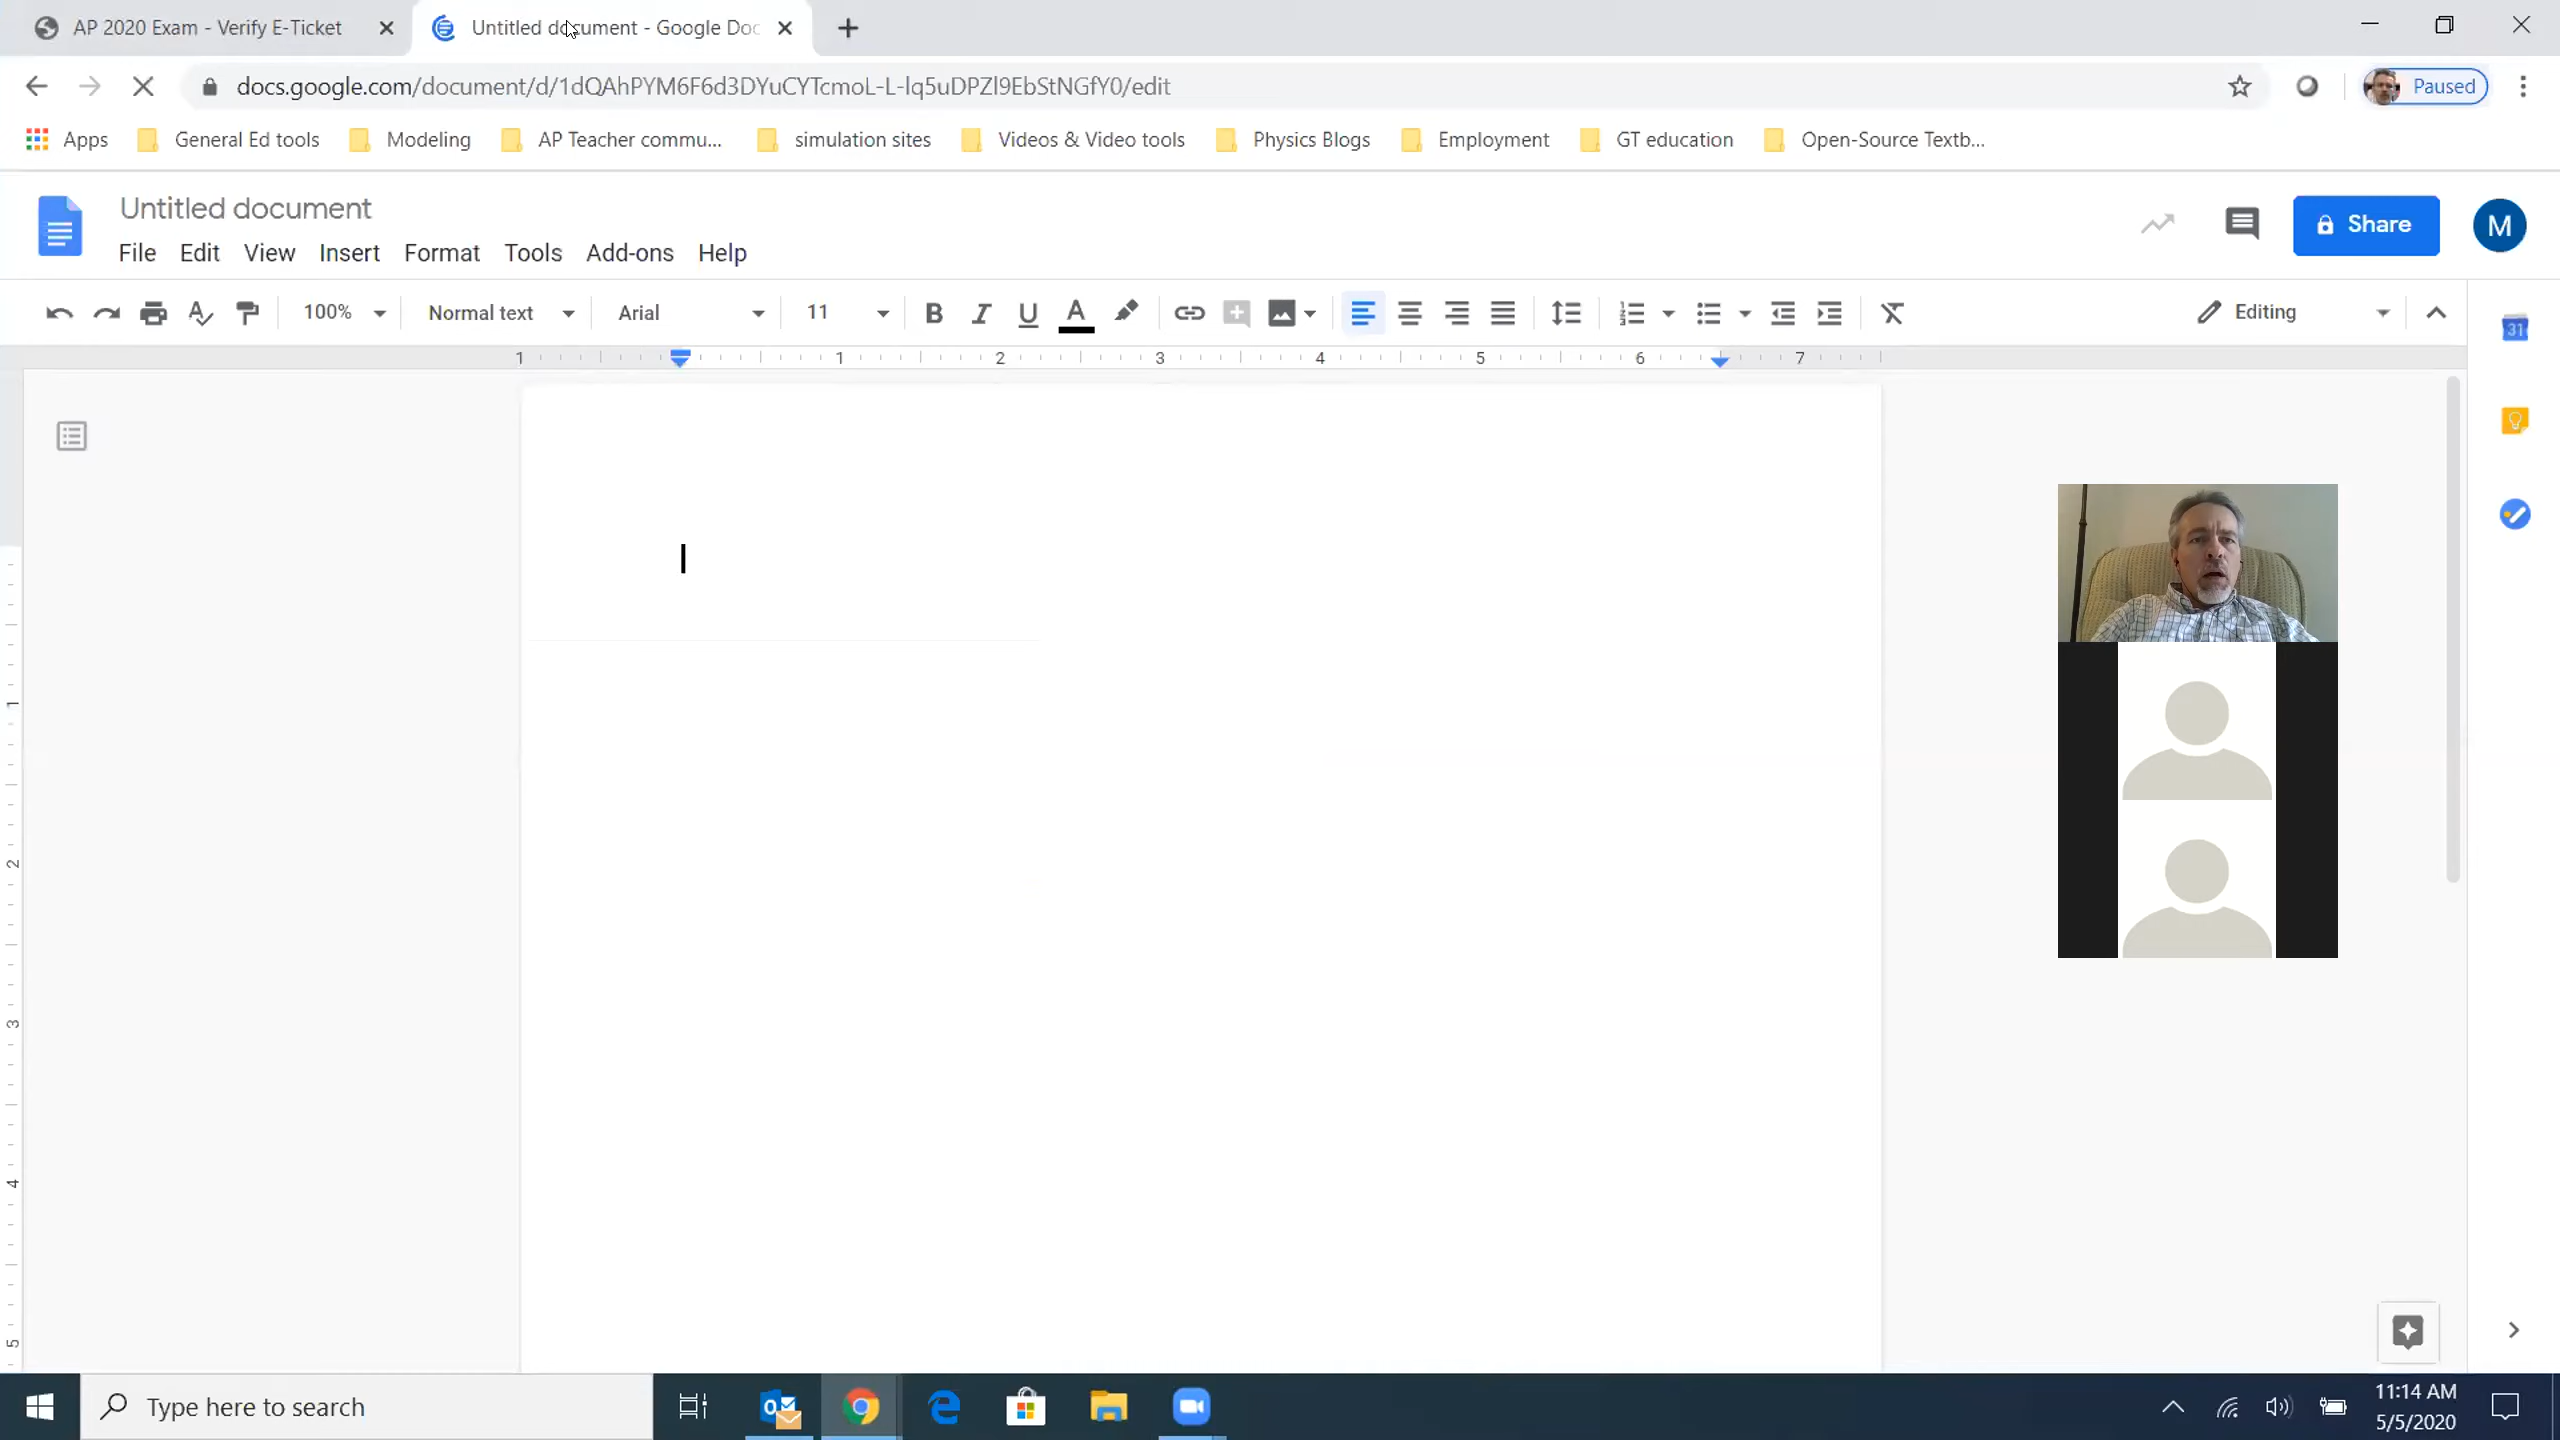 AP 2020 Exam - Verify E-Ticket
Untitled document - Google Doc
docs.google.com/document/d/1dQAhPYM6F6d3DYuCYTcmoL-L-lq5uDPZl9EbStNGfY0/edit
Paused
Apps General Ed tools Modeling AP Teacher commu... simulation sites Videos & Video tools Physics Blogs Employment GT education Open-Source Textb...
Untitled document
Share
M
File Edit View Insert Format Tools Add-ons Help
100% Normal text Arial 11 B I U A Editing
1 1 2 3 4 5 6 7
31
1
2
3
4
5
Type here to search
11:14 AM
5/5/2020